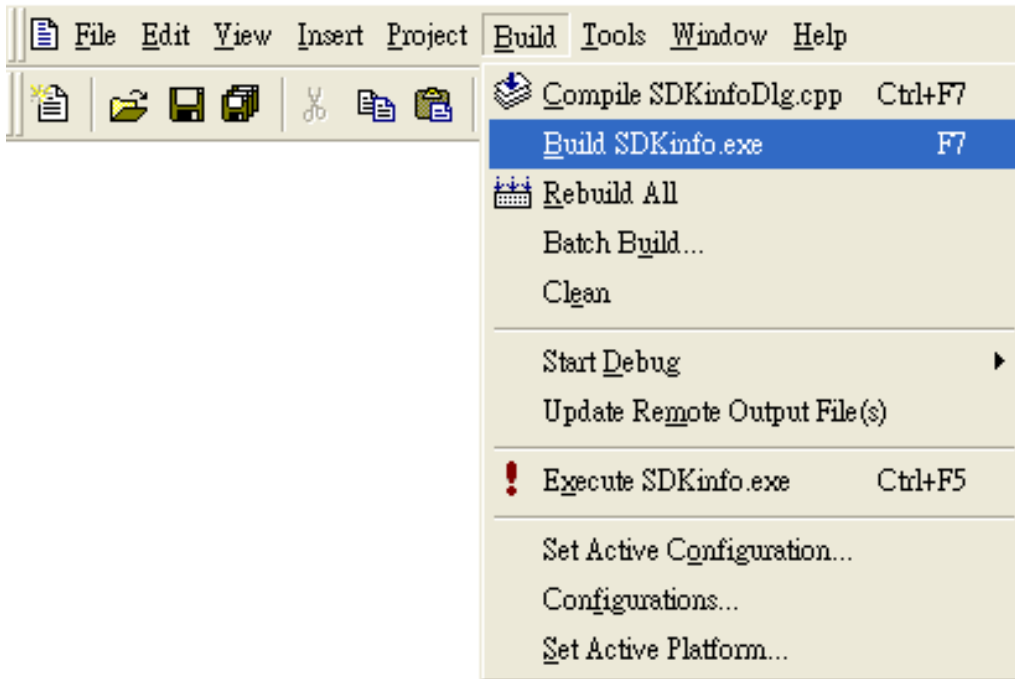 File Edit View Insert Project Build Tools Window Help
Compile SDKinfoDlg.cpp Ctrl+F7
Build SDKinfo.exe F7
Rebuild All
Batch Build...
Clean
Start Debug
Update Remote Output File(s)
Execute SDKinfo.exe Ctrl+F5
Set Active Configuration...
Configurations...
Set Active Platform...